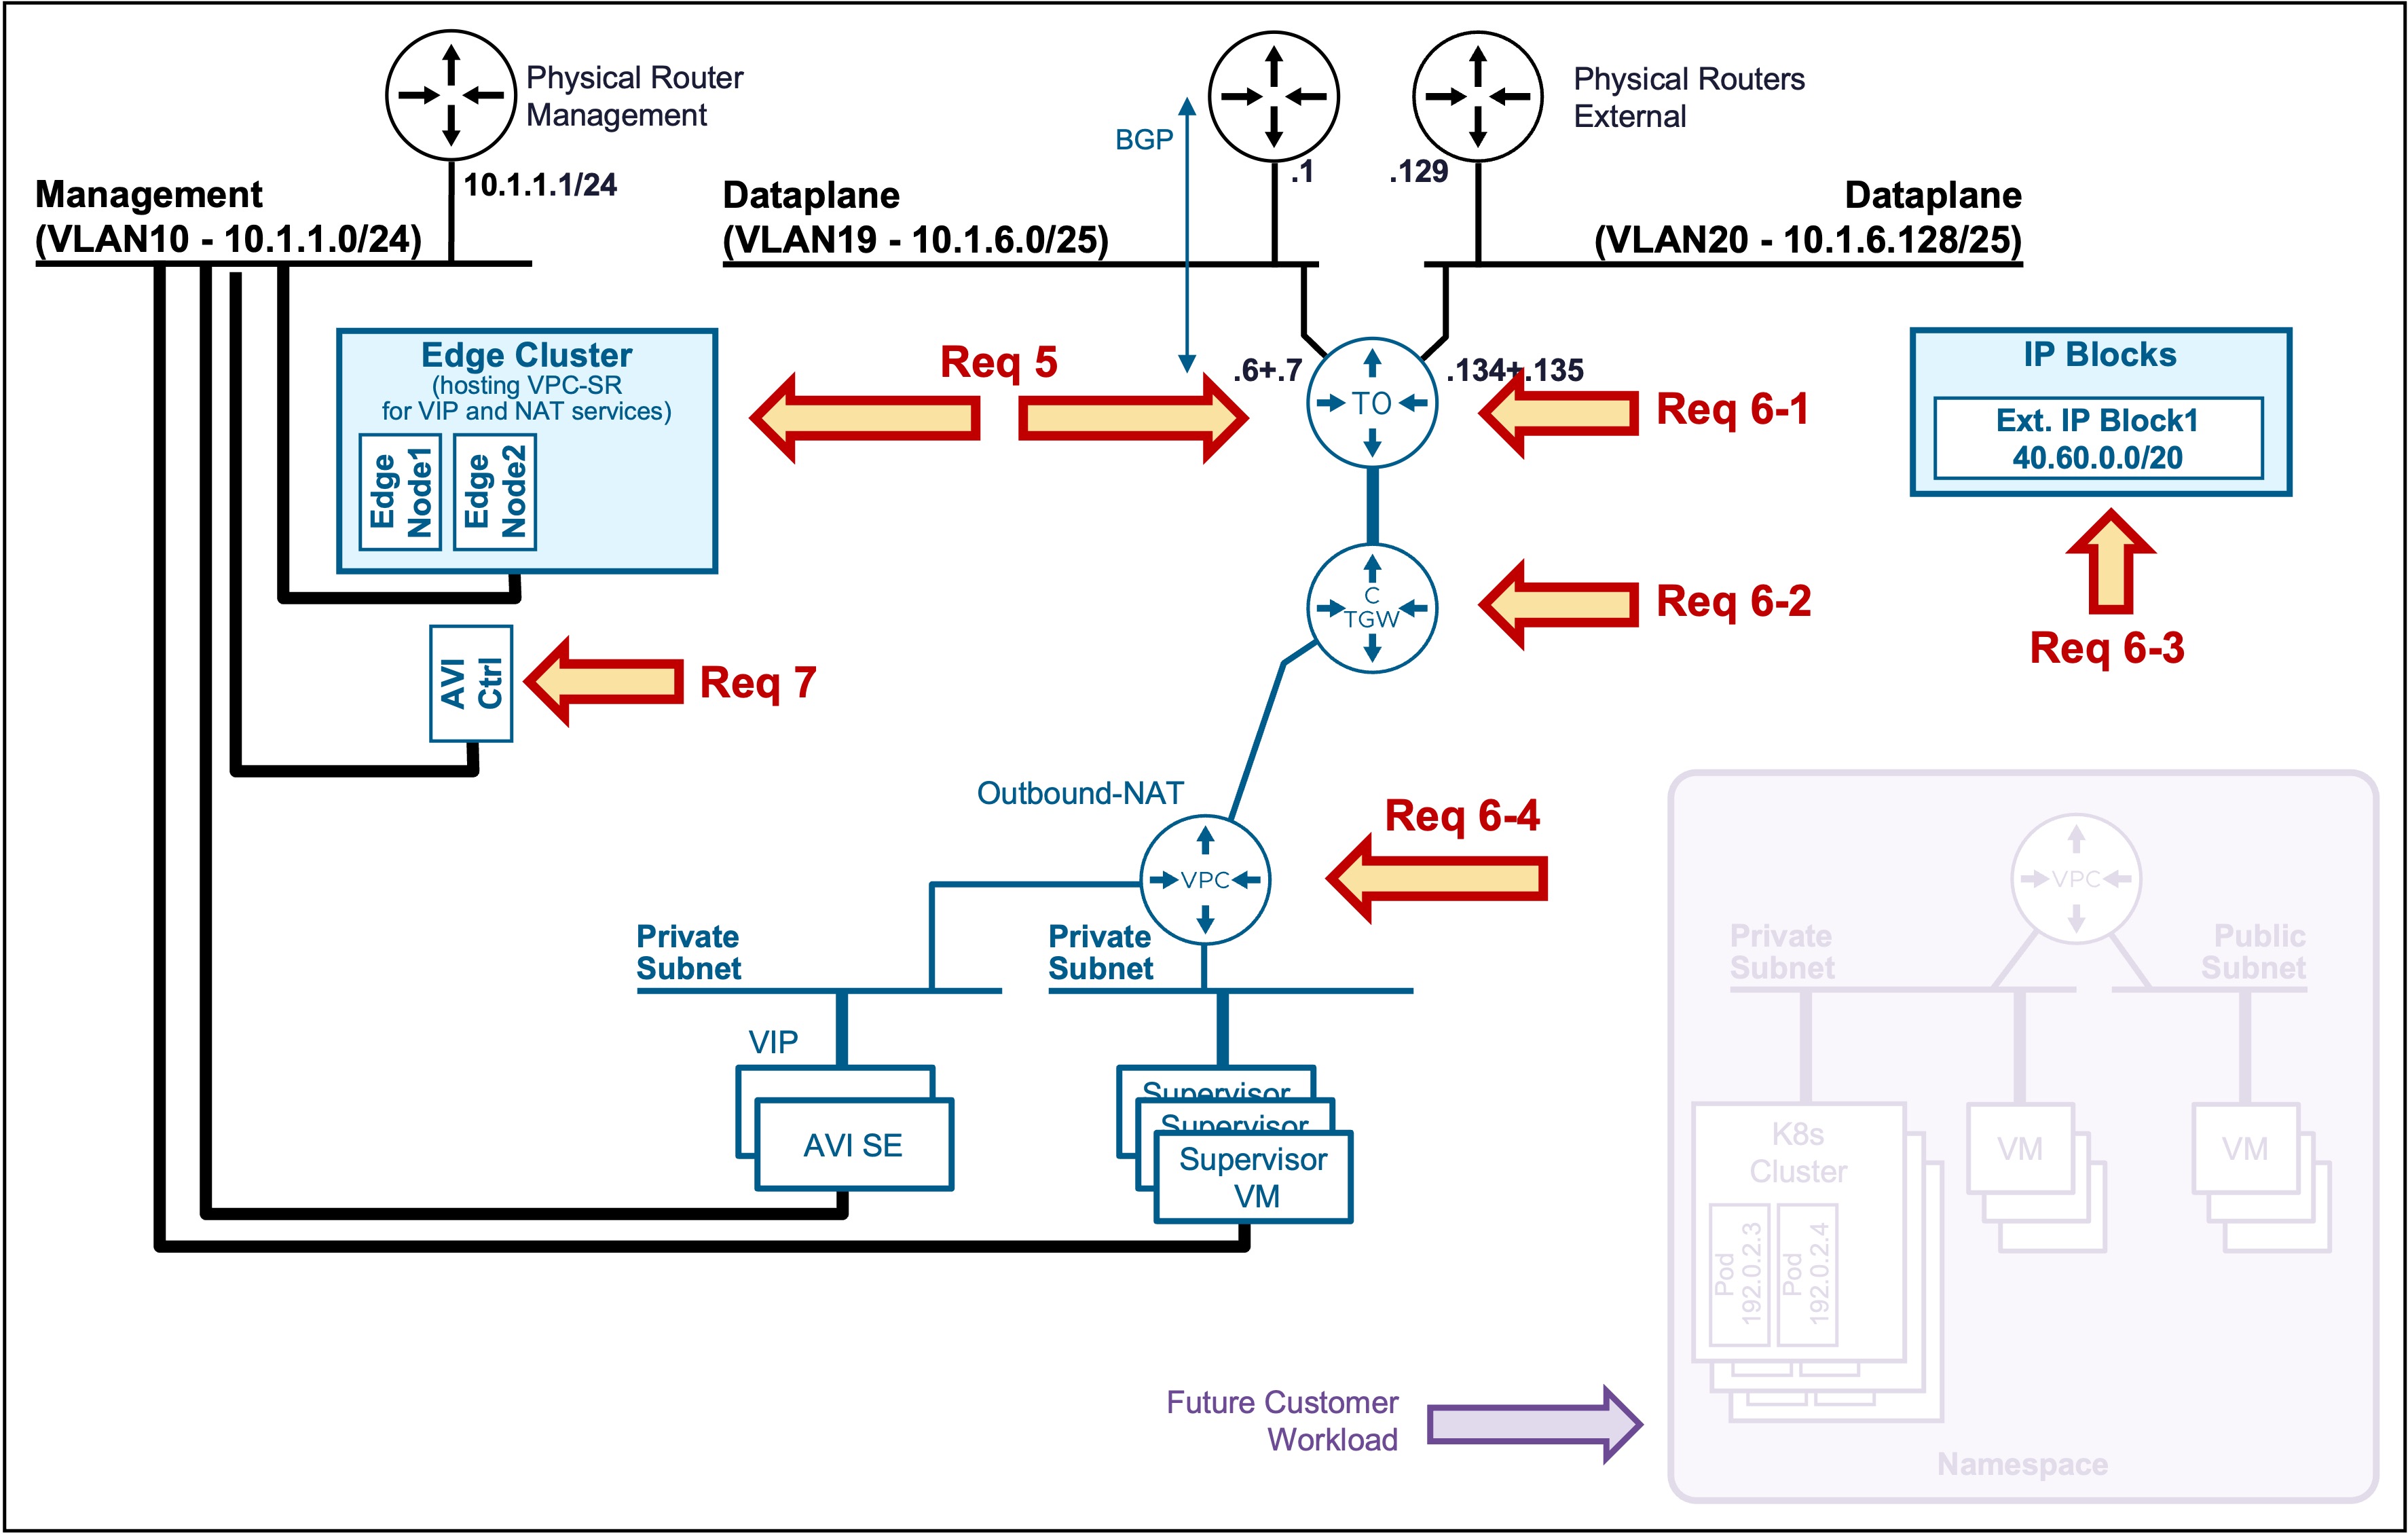 Physical Router
Management
10.1.1.1/24
Management
(VLAN10 - 10.1.1.0/24)
Physical Routers
External
BGP
.1
.129
Dataplane
(VLAN19 - 10.1.6.0/25)
Dataplane
(VLAN20 - 10.1.6.128/25)
Edge Cluster
(hosting VPC-SR
for VIP and NAT services)
Edge
Node1
Edge
Node2
Req 5
.6+.7
.134+.135
TO
Req 6-1
IP Blocks
Ext. IP Block1
40.60.0.0/20
Req 6-3
C
TGW
Req 6-2
AVI
Ctrl
Req 7
Outbound-NAT
VPC
Req 6-4
Private
Subnet
Private
Subnet
VIP
AVI SE
Supervisor
Supervisor
Supervisor
VM
VPC
Private
Subnet
Public
Subnet
K8s
Cluster
Pod
192.0.2.3
Pod
192.0.2.4
VM
VM
Namespace
Future Customer
Workload